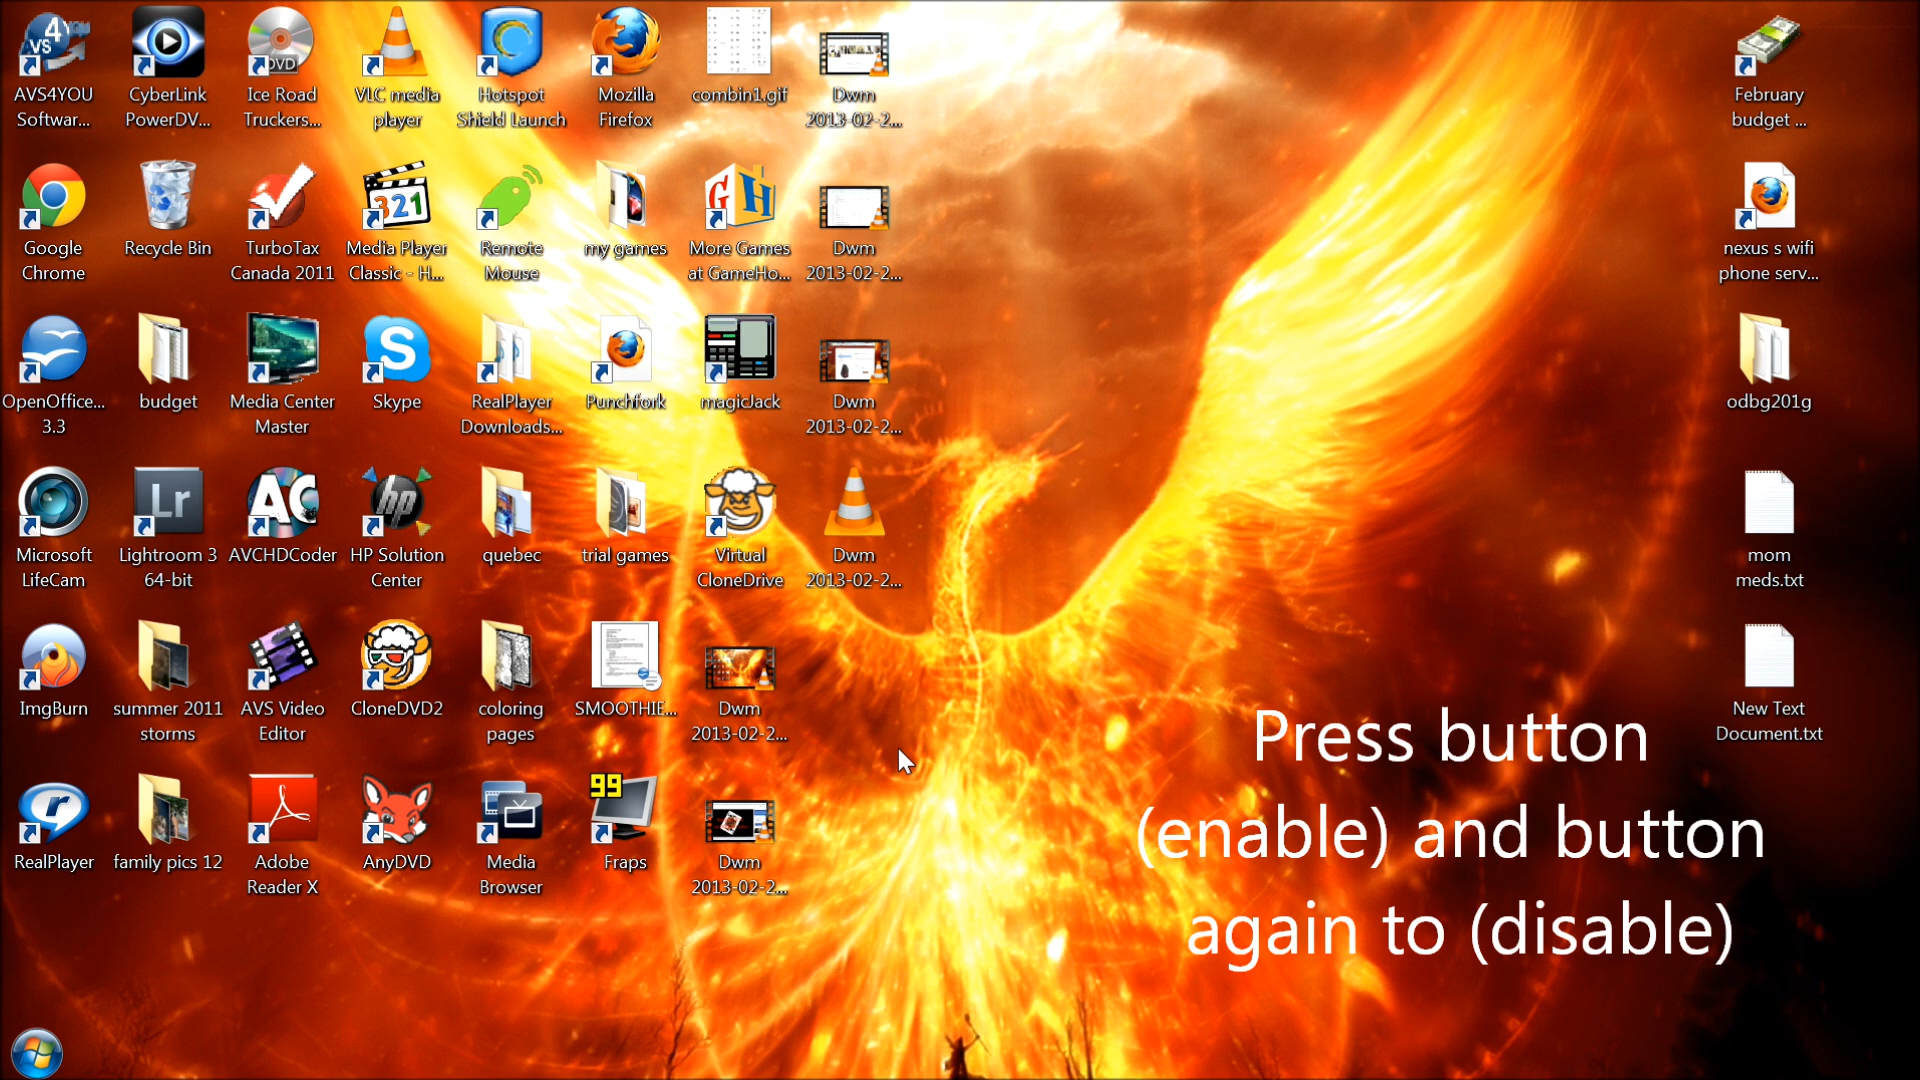 AVS4YOU
Softwar...
CyberLink
PowerDV...
Ice Road
Truckers...
VLC media
player
Hotspot
Shield Launch
Mozilla
Firefox
combin1.gif
Dwm
2013-02-2...
February
budget ...
Google
Chrome
Recycle Bin
TurboTax
Canada 2011
Media Player
Classic - H...
Remote
Mouse
my games
More Games
at GameHo...
Dwm
2013-02-2...
nexus s wifi
phone serv...
OpenOffice...
3.3
budget
Media Center
Master
Skype
RealPlayer
Downloads...
Punchfork
magicJack
Dwm
2013-02-2...
odbg201g
Microsoft
LifeCam
Lightroom 3
64-bit
AVCHDCoder
HP Solution
Center
quebec
trial games
Virtual
CloneDrive
Dwm
2013-02-2...
mom
meds.txt
ImgBurn
summer 2011
storms
AVS Video
Editor
CloneDVD2
coloring
pages
SMOOTHIE...
Dwm
2013-02-2...
New Text
Document.txt
RealPlayer
family pics 12
Adobe
Reader X
AnyDVD
Media
Browser
99
Fraps
Dwm
2013-02-2...
Press button
(enable) and button
again to (disable)